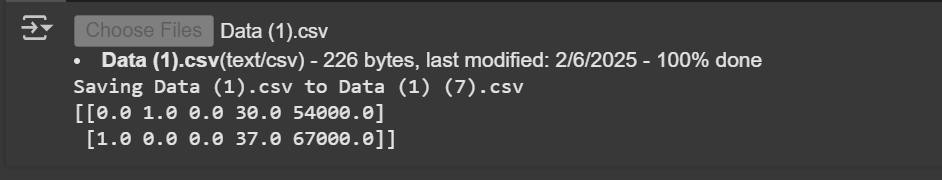 Choose Files Data (1).csv
• Data (1).csv(text/csv) - 226 bytes, last modified: 2/6/2025 - 100% done
Saving Data (1).csv to Data (1) (7).csv
[[0.0 1.0 0.0 30.0 54000.0]
 [1.0 0.0 0.0 37.0 67000.0]]